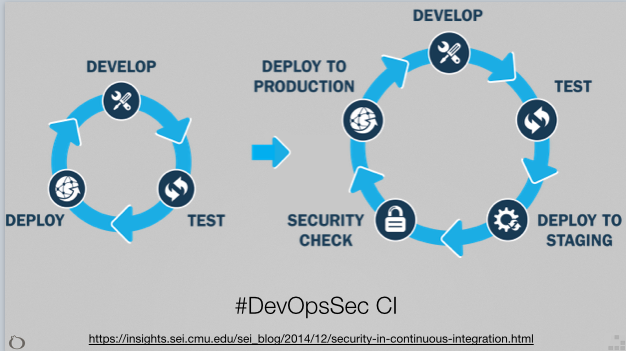 DEVELOP
TEST
DEPLOY
DEVELOP
TEST
DEPLOY TO
STAGING
SECURITY
CHECK
DEPLOY TO
PRODUCTION
#DevOpsSec CI
https://insights.sei.cmu.edu/sei_blog/2014/12/security-in-continuous-integration.html